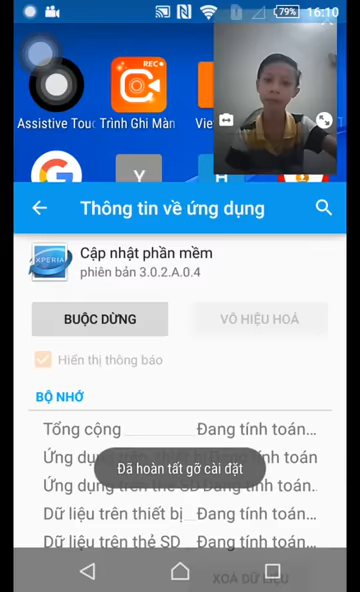 79% 16:10
REC
Assistive Touc Trình Ghi Màn Vie
G Y H
Thông tin về ứng dụng
XPERIA
Cập nhật phần mềm
phiên bản 3.0.2.A.0.4
BUỘC DỪNG VÔ HIỆU HOÁ
Hiển thị thông báo
BỘ NHỚ
Tổng cộng Đang tính toán...
Ứng dụng trên thiết bị Đang tính toán
Đã hoàn tất gỡ cài đặt
Ứng dụng trên thẻ SD Đang tính toán...
Dữ liệu trên thiết bị Đang tính toán...
Dữ liệu trên thẻ SD Đang tính toán...
XOÁ DỮ LIỆU